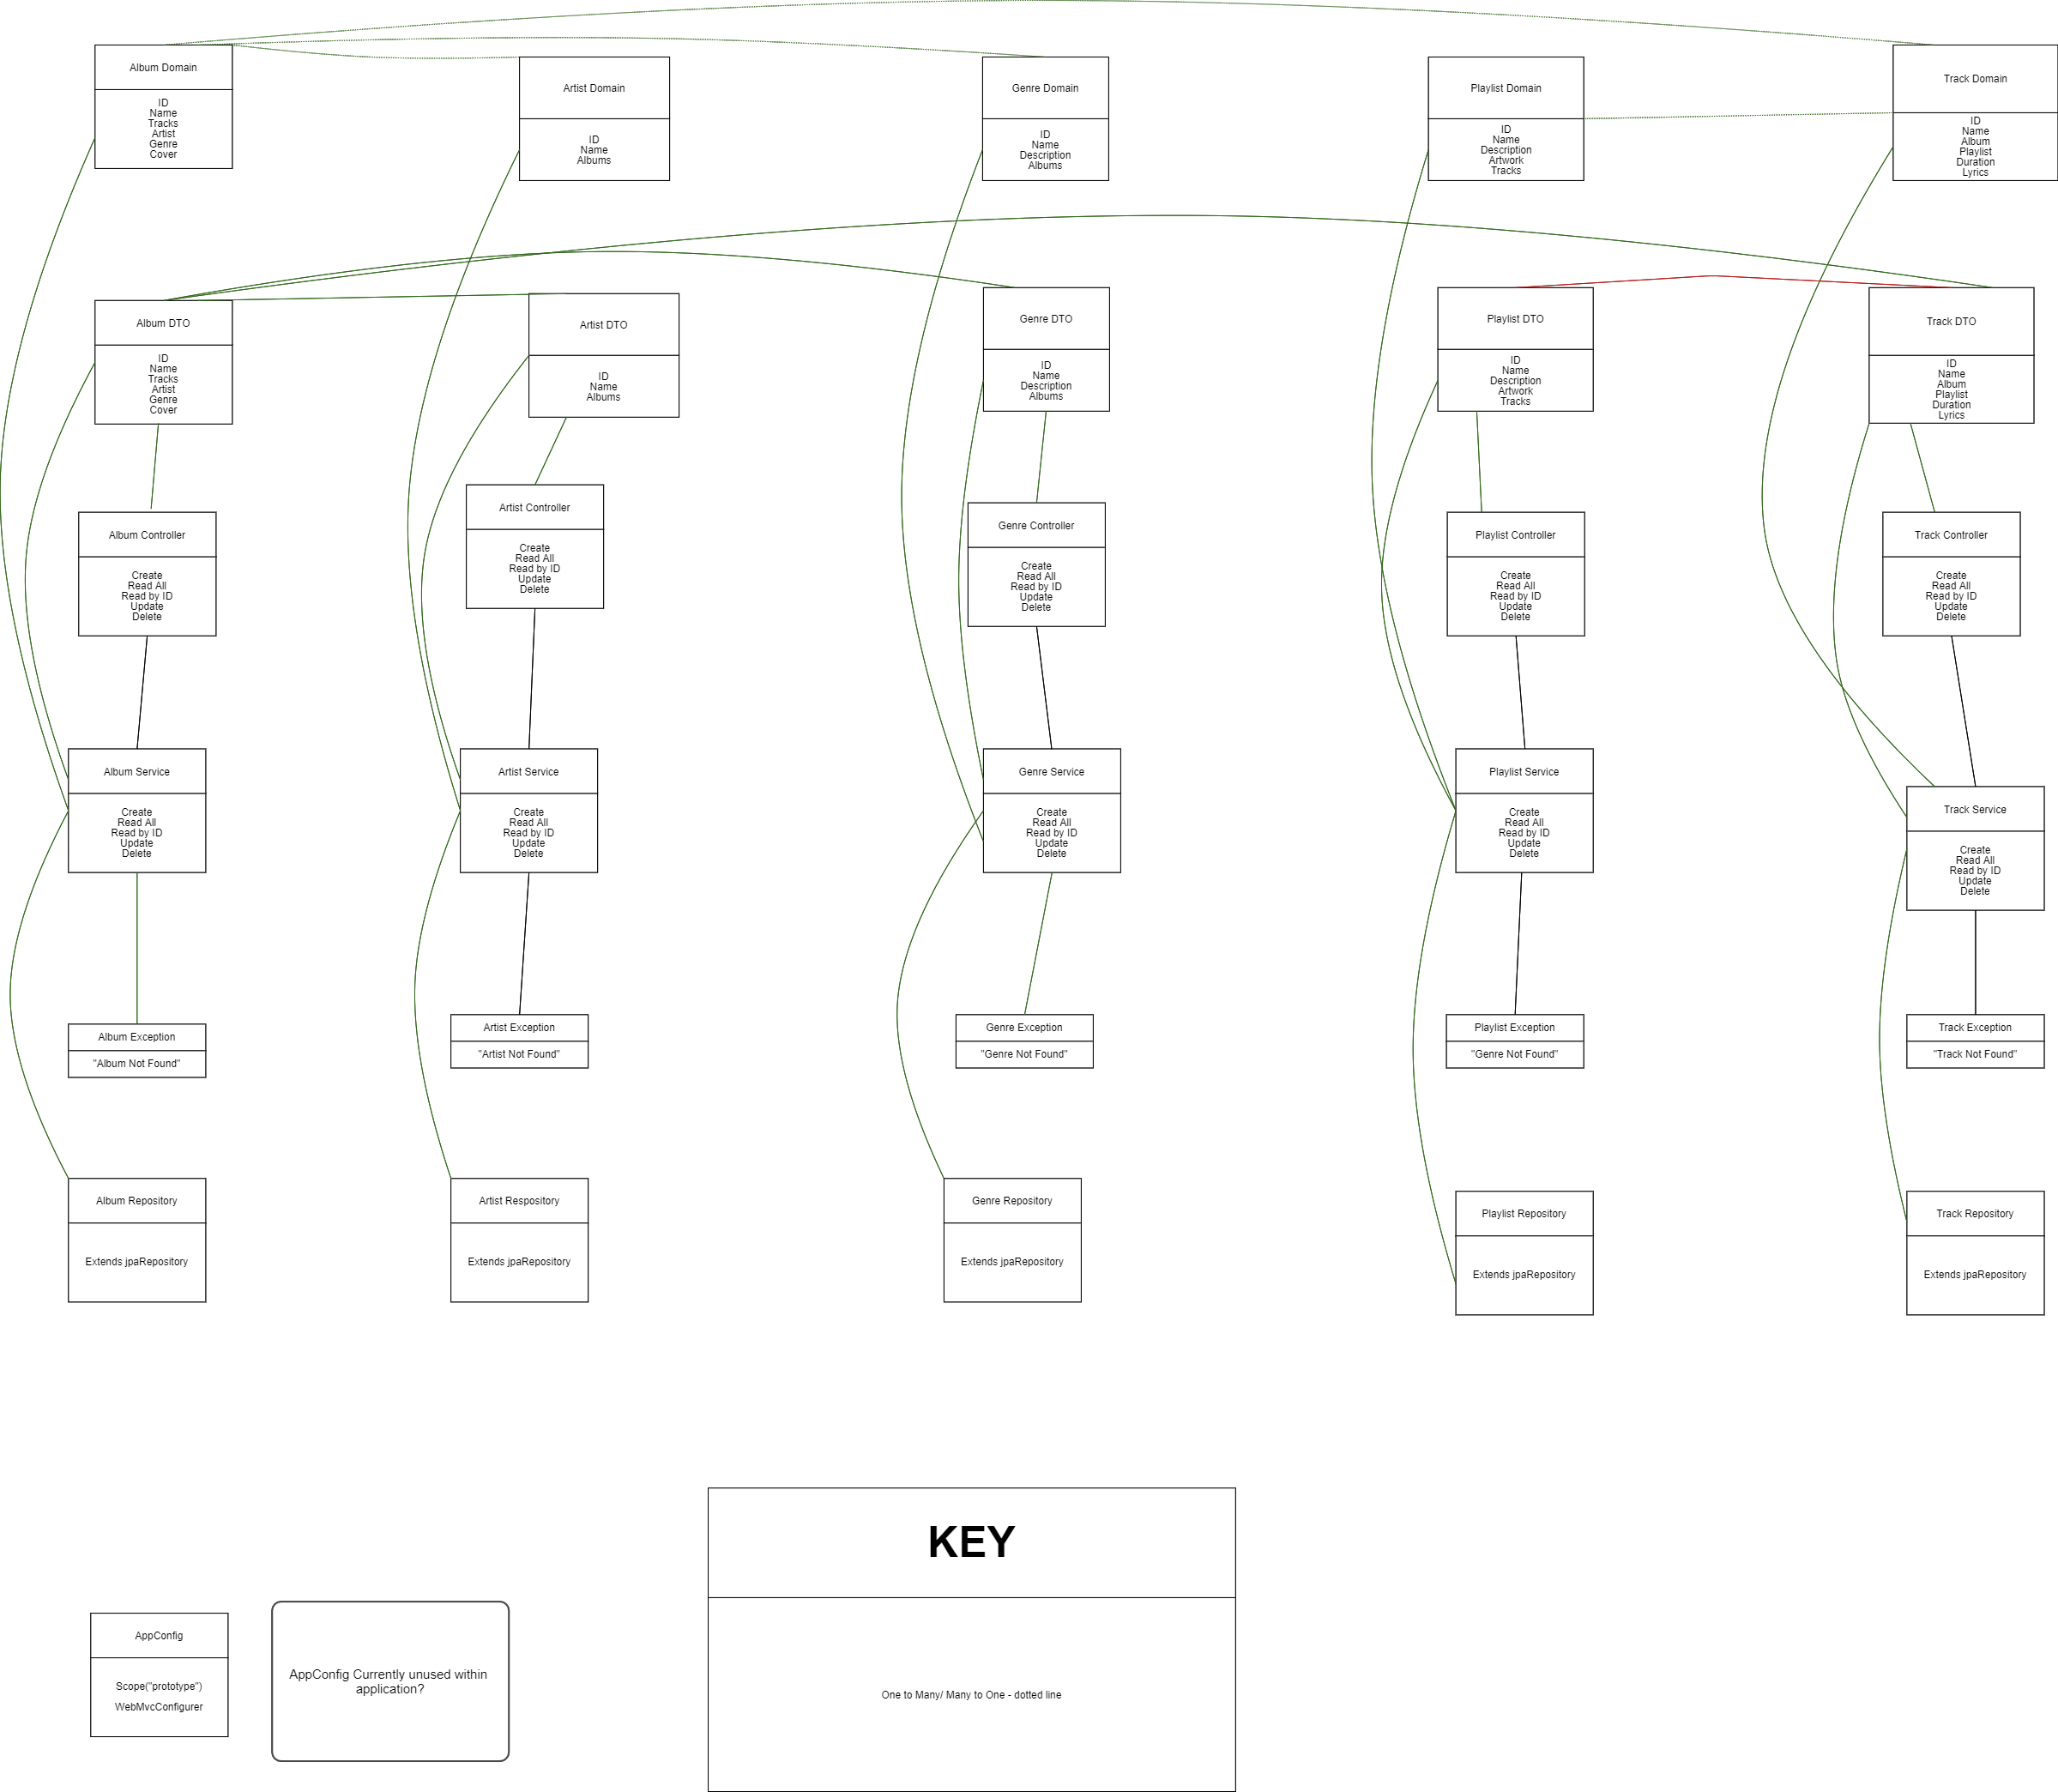 Album Domain
ID
Name
Tracks
Artist
Genre
Cover
Artist Domain
ID
Name
Albums
Genre Domain
ID
Name
Description
Albums
Playlist Domain
ID
Name
Description
Artwork
Tracks
Track Domain
ID
Name
Album
Playlist
Duration
Lyrics
Album DTO
ID
Name
Tracks
Artist
Genre
Cover
Artist DTO
ID
Name
Albums
Genre DTO
ID
Name
Description
Albums
Playlist DTO
ID
Name
Description
Artwork
Tracks
Track DTO
ID
Name
Album
Playlist
Duration
Lyrics
Album Controller
Create
Read All
Read by ID
Update
Delete
Artist Controller
Create
Read All
Read by ID
Update
Delete
Genre Controller
Create
Read All
Read by ID
Update
Delete
Playlist Controller
Create
Read All
Read by ID
Update
Delete
Track Controller
Create
Read All
Read by ID
Update
Delete
Album Service
Create
Read All
Read by ID
Update
Delete
Artist Service
Create
Read All
Read by ID
Update
Delete
Genre Service
Create
Read All
Read by ID
Update
Delete
Playlist Service
Create
Read All
Read by ID
Update
Delete
Track Service
Create
Read All
Read by ID
Update
Delete
Album Exception
"Album Not Found"
Artist Exception
"Artist Not Found"
Genre Exception
"Genre Not Found"
Playlist Exception
"Genre Not Found"
Track Exception
"Track Not Found"
Album Repository
Extends jpaRepository
Artist Respository
Extends jpaRepository
Genre Repository
Extends jpaRepository
Playlist Repository
Extends jpaRepository
Track Repository
Extends jpaRepository
AppConfig
Scope("prototype")
WebMvcConfigurer
AppConfig Currently unused within
application?
KEY
One to Many/ Many to One - dotted line